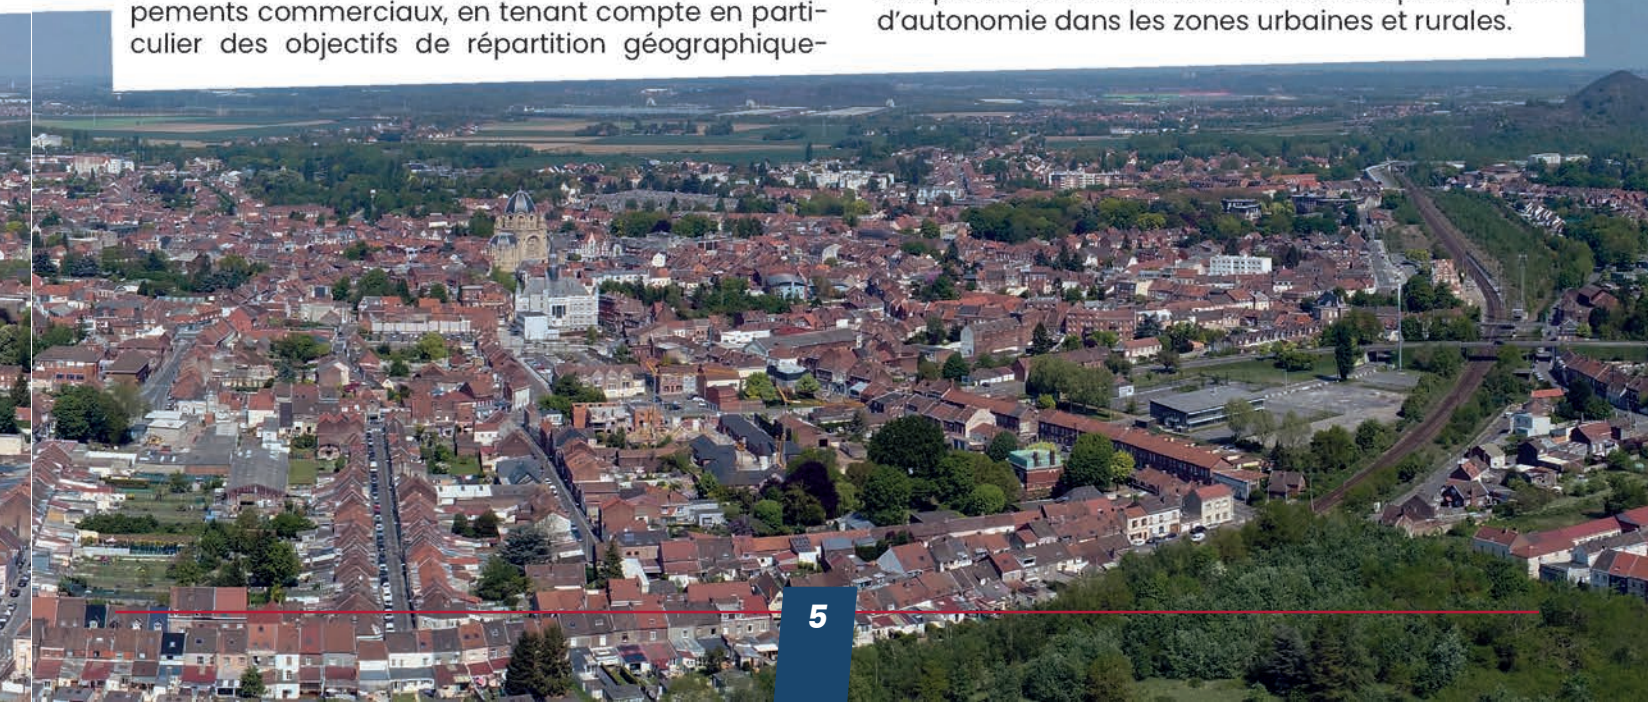 pements commerciaux, en tenant compte en parti-
culier des objectifs de répartition géographique-
d'autonomie dans les zones urbaines et rurales.
5